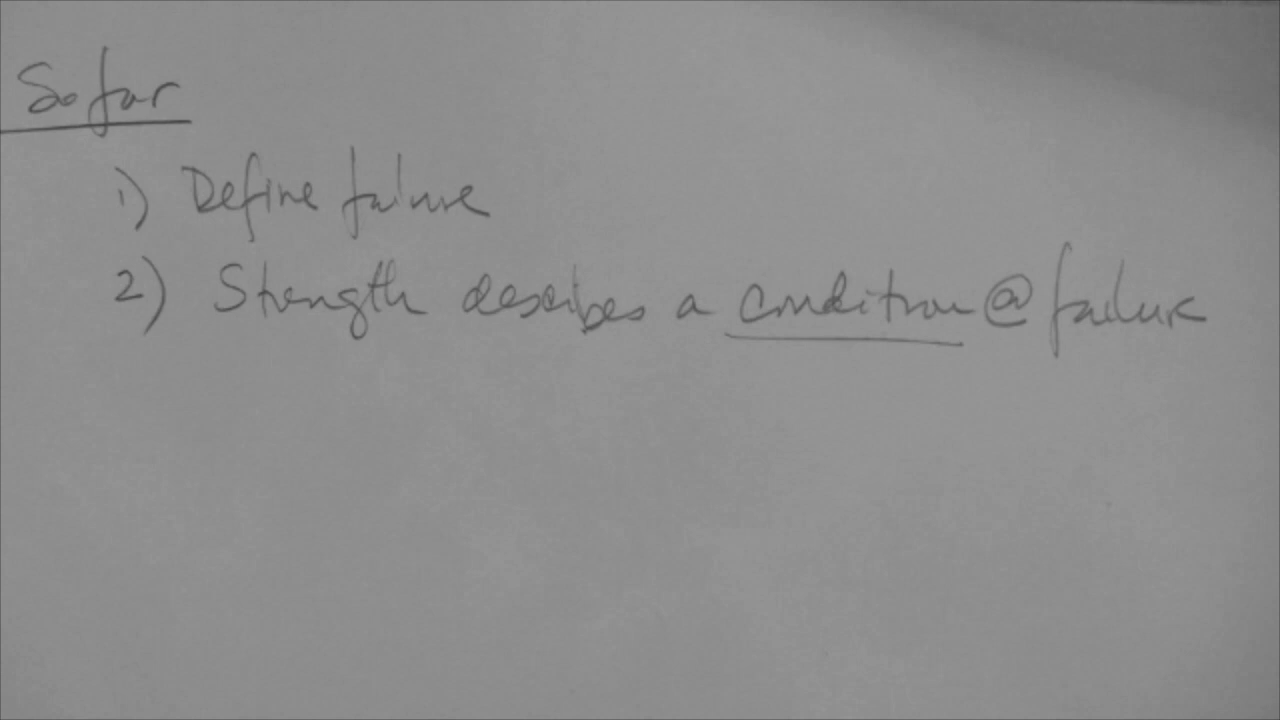 So far
1) Define failure
2) Strength describes a condition @ failure